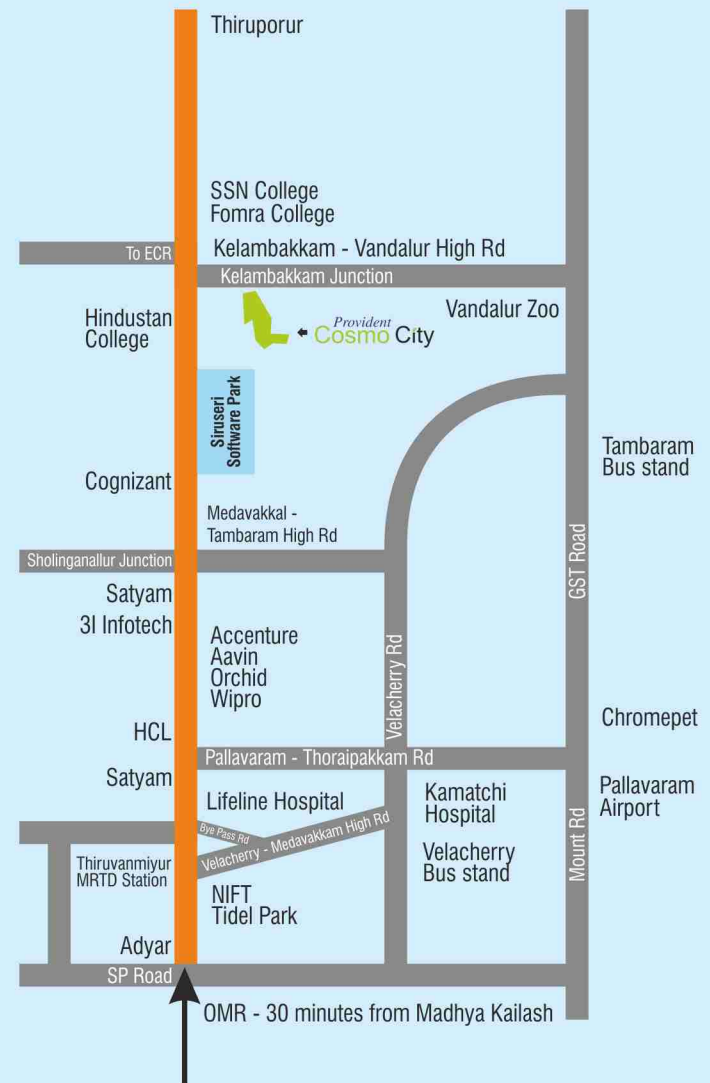 Thiruporur
SSN College
Fomra College
To ECR
Kelambakkam - Vandalur High Rd
Kelambakkam Junction
Hindustan
College
Provident
Cosmo City
Vandalur Zoo
Siruseri
Software Park
Tambaram
Bus stand
Cognizant
Medavakkal -
Tambaram High Rd
Sholinganallur Junction
GST Road
Satyam
3I Infotech
Accenture
Aavin
Orchid
Wipro
Velacherry Rd
Chromepet
HCL
Pallavaram - Thoraipakkam Rd
Satyam
Lifeline Hospital
Kamatchi
Hospital
Pallavaram
Airport
Bye Pass Rd
Velacherry - Medavakkam High Rd
Mount Rd
Thiruvanmiyur
MRTD Station
Velacherry
Bus stand
NIFT
Tidel Park
Adyar
SP Road
OMR - 30 minutes from Madhya Kailash